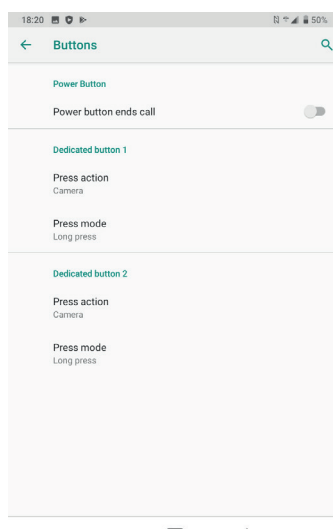 18:20 50%
Buttons
Power Button
Power button ends call
Dedicated button 1
Press action
Camera
Press mode
Long press
Dedicated button 2
Press action
Camera
Press mode
Long press